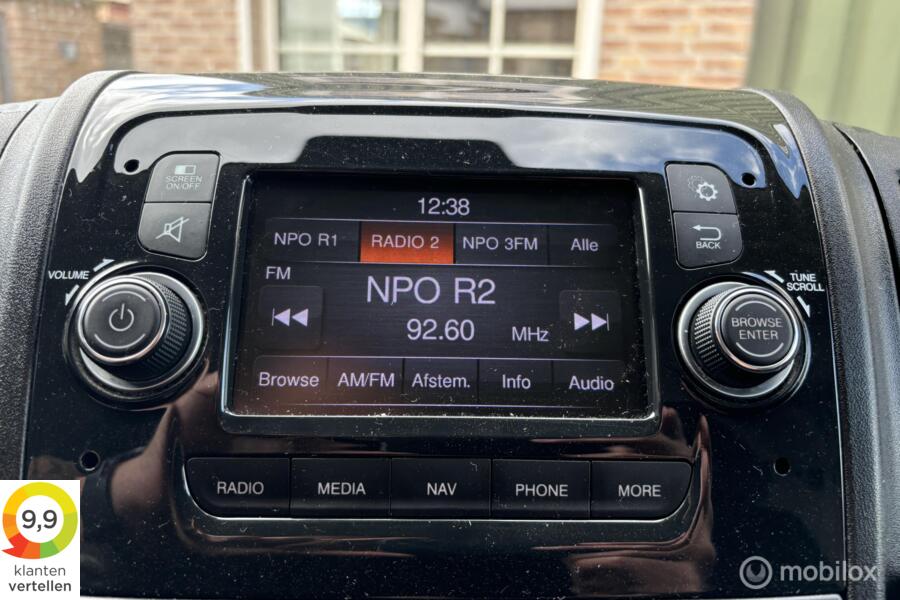 SCREEN
ON/OFF
12:38
NPO R1 RADIO 2 NPO 3FM Alle
BACK
FM
NPO R2
92.60 MHz
VOLUME
TUNE
SCROLL
BROWSE
ENTER
Browse AM/FM Afstem. Info Audio
RADIO MEDIA NAV PHONE MORE
9,9
klanten
vertellen
mobilox